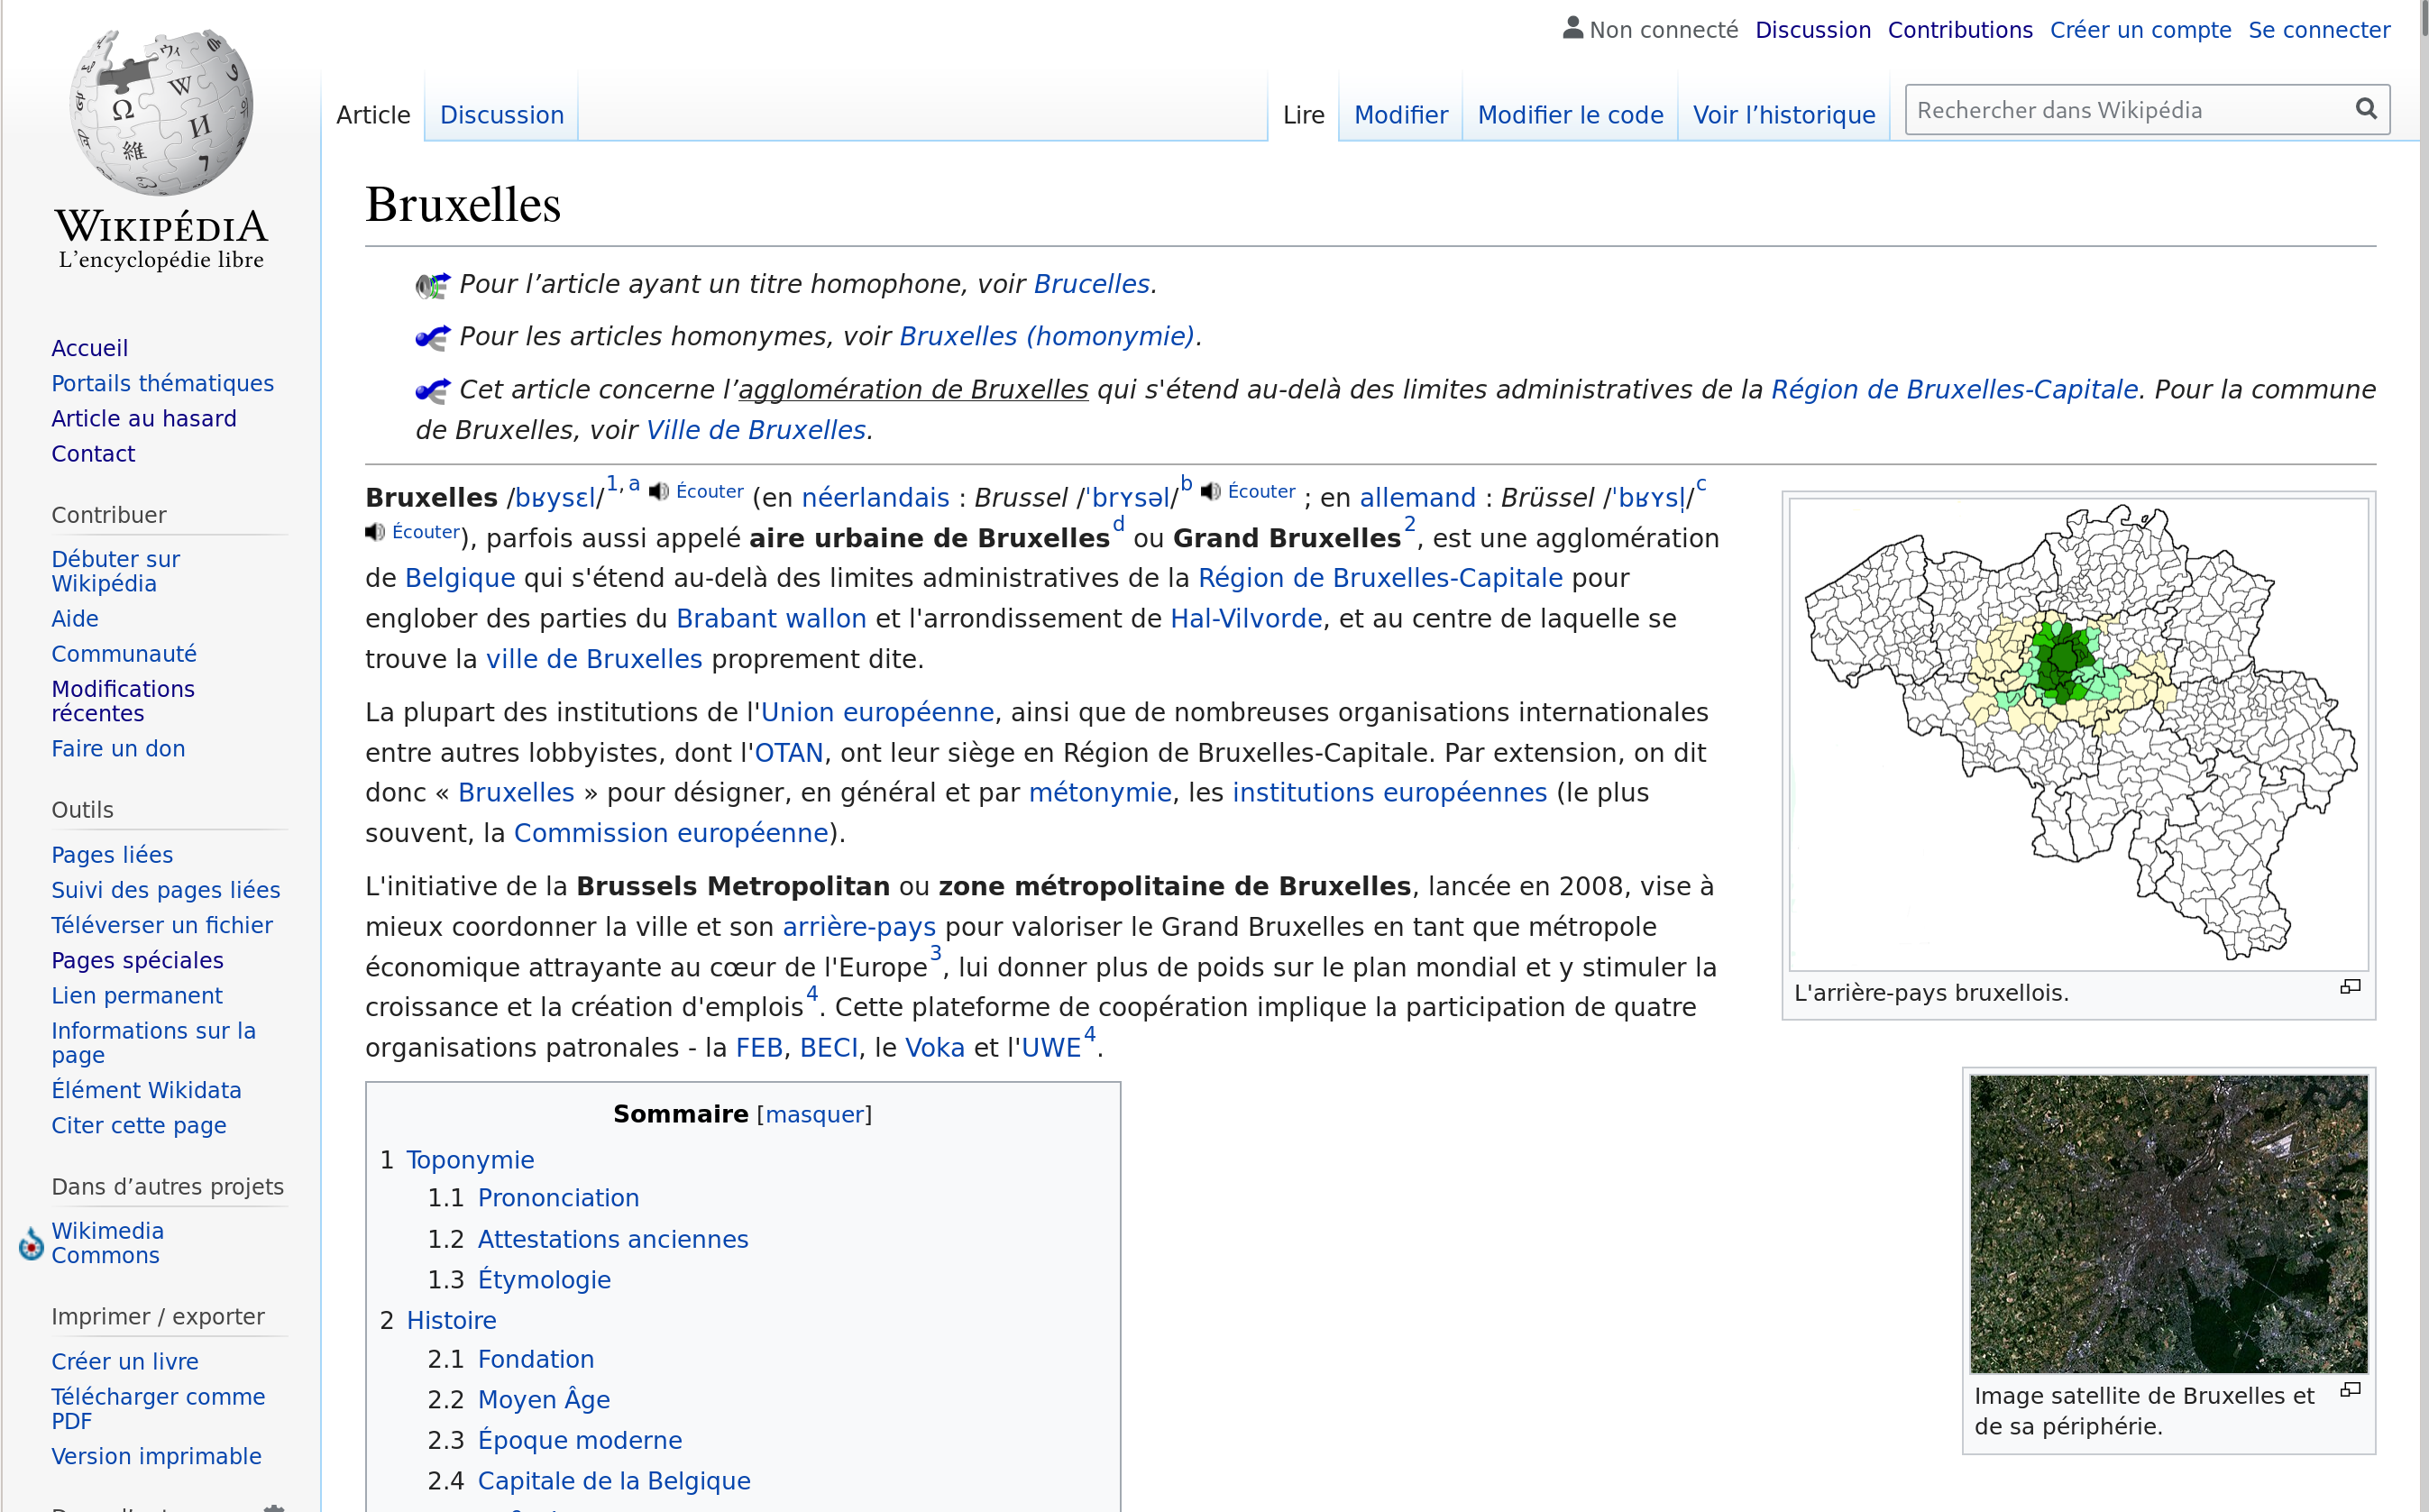 Non connecté Discussion Contributions Créer un compte Se connecter
Article Discussion Lire Modifier Modifier le code Voir l’historique Rechercher dans Wikipédia
WIKIPÉDIA
L’encyclopédie libre
Accueil
Portails thématiques
Article au hasard
Contact
Contribuer
Débuter sur
Wikipédia
Aide
Communauté
Modifications
récentes
Faire un don
Outils
Pages liées
Suivi des pages liées
Téléverser un fichier
Pages spéciales
Lien permanent
Informations sur la
page
Élément Wikidata
Citer cette page
Dans d’autres projets
Wikimedia
Commons
Imprimer / exporter
Créer un livre
Télécharger comme
PDF
Version imprimable
Bruxelles
Pour l’article ayant un titre homophone, voir Brucelles.
Pour les articles homonymes, voir Bruxelles (homonymie).
Cet article concerne l’agglomération de Bruxelles qui s'étend au-delà des limites administratives de la Région de Bruxelles-Capitale. Pour la commune
de Bruxelles, voir Ville de Bruxelles.
Bruxelles /bʁysɛl/1, a Écouter (en néerlandais : Brussel /ˈbrʏsəl/b Écouter ; en allemand : Brüssel /ˈbʁʏsl̩/c
Écouter), parfois aussi appelé aire urbaine de Bruxellesd ou Grand Bruxelles2, est une agglomération
de Belgique qui s'étend au-delà des limites administratives de la Région de Bruxelles-Capitale pour
englober des parties du Brabant wallon et l'arrondissement de Hal-Vilvorde, et au centre de laquelle se
trouve la ville de Bruxelles proprement dite.
La plupart des institutions de l'Union européenne, ainsi que de nombreuses organisations internationales
entre autres lobbyistes, dont l'OTAN, ont leur siège en Région de Bruxelles-Capitale. Par extension, on dit
donc « Bruxelles » pour désigner, en général et par métonymie, les institutions européennes (le plus
souvent, la Commission européenne).
L'initiative de la Brussels Metropolitan ou zone métropolitaine de Bruxelles, lancée en 2008, vise à
mieux coordonner la ville et son arrière-pays pour valoriser le Grand Bruxelles en tant que métropole
économique attrayante au cœur de l'Europe3, lui donner plus de poids sur le plan mondial et y stimuler la
croissance et la création d'emplois4. Cette plateforme de coopération implique la participation de quatre
organisations patronales - la FEB, BECI, le Voka et l'UWE4.
Sommaire [masquer]
1 Toponymie
1.1 Prononciation
1.2 Attestations anciennes
1.3 Étymologie
2 Histoire
2.1 Fondation
2.2 Moyen Âge
2.3 Époque moderne
2.4 Capitale de la Belgique
L'arrière-pays bruxellois.
Image satellite de Bruxelles et
de sa périphérie.